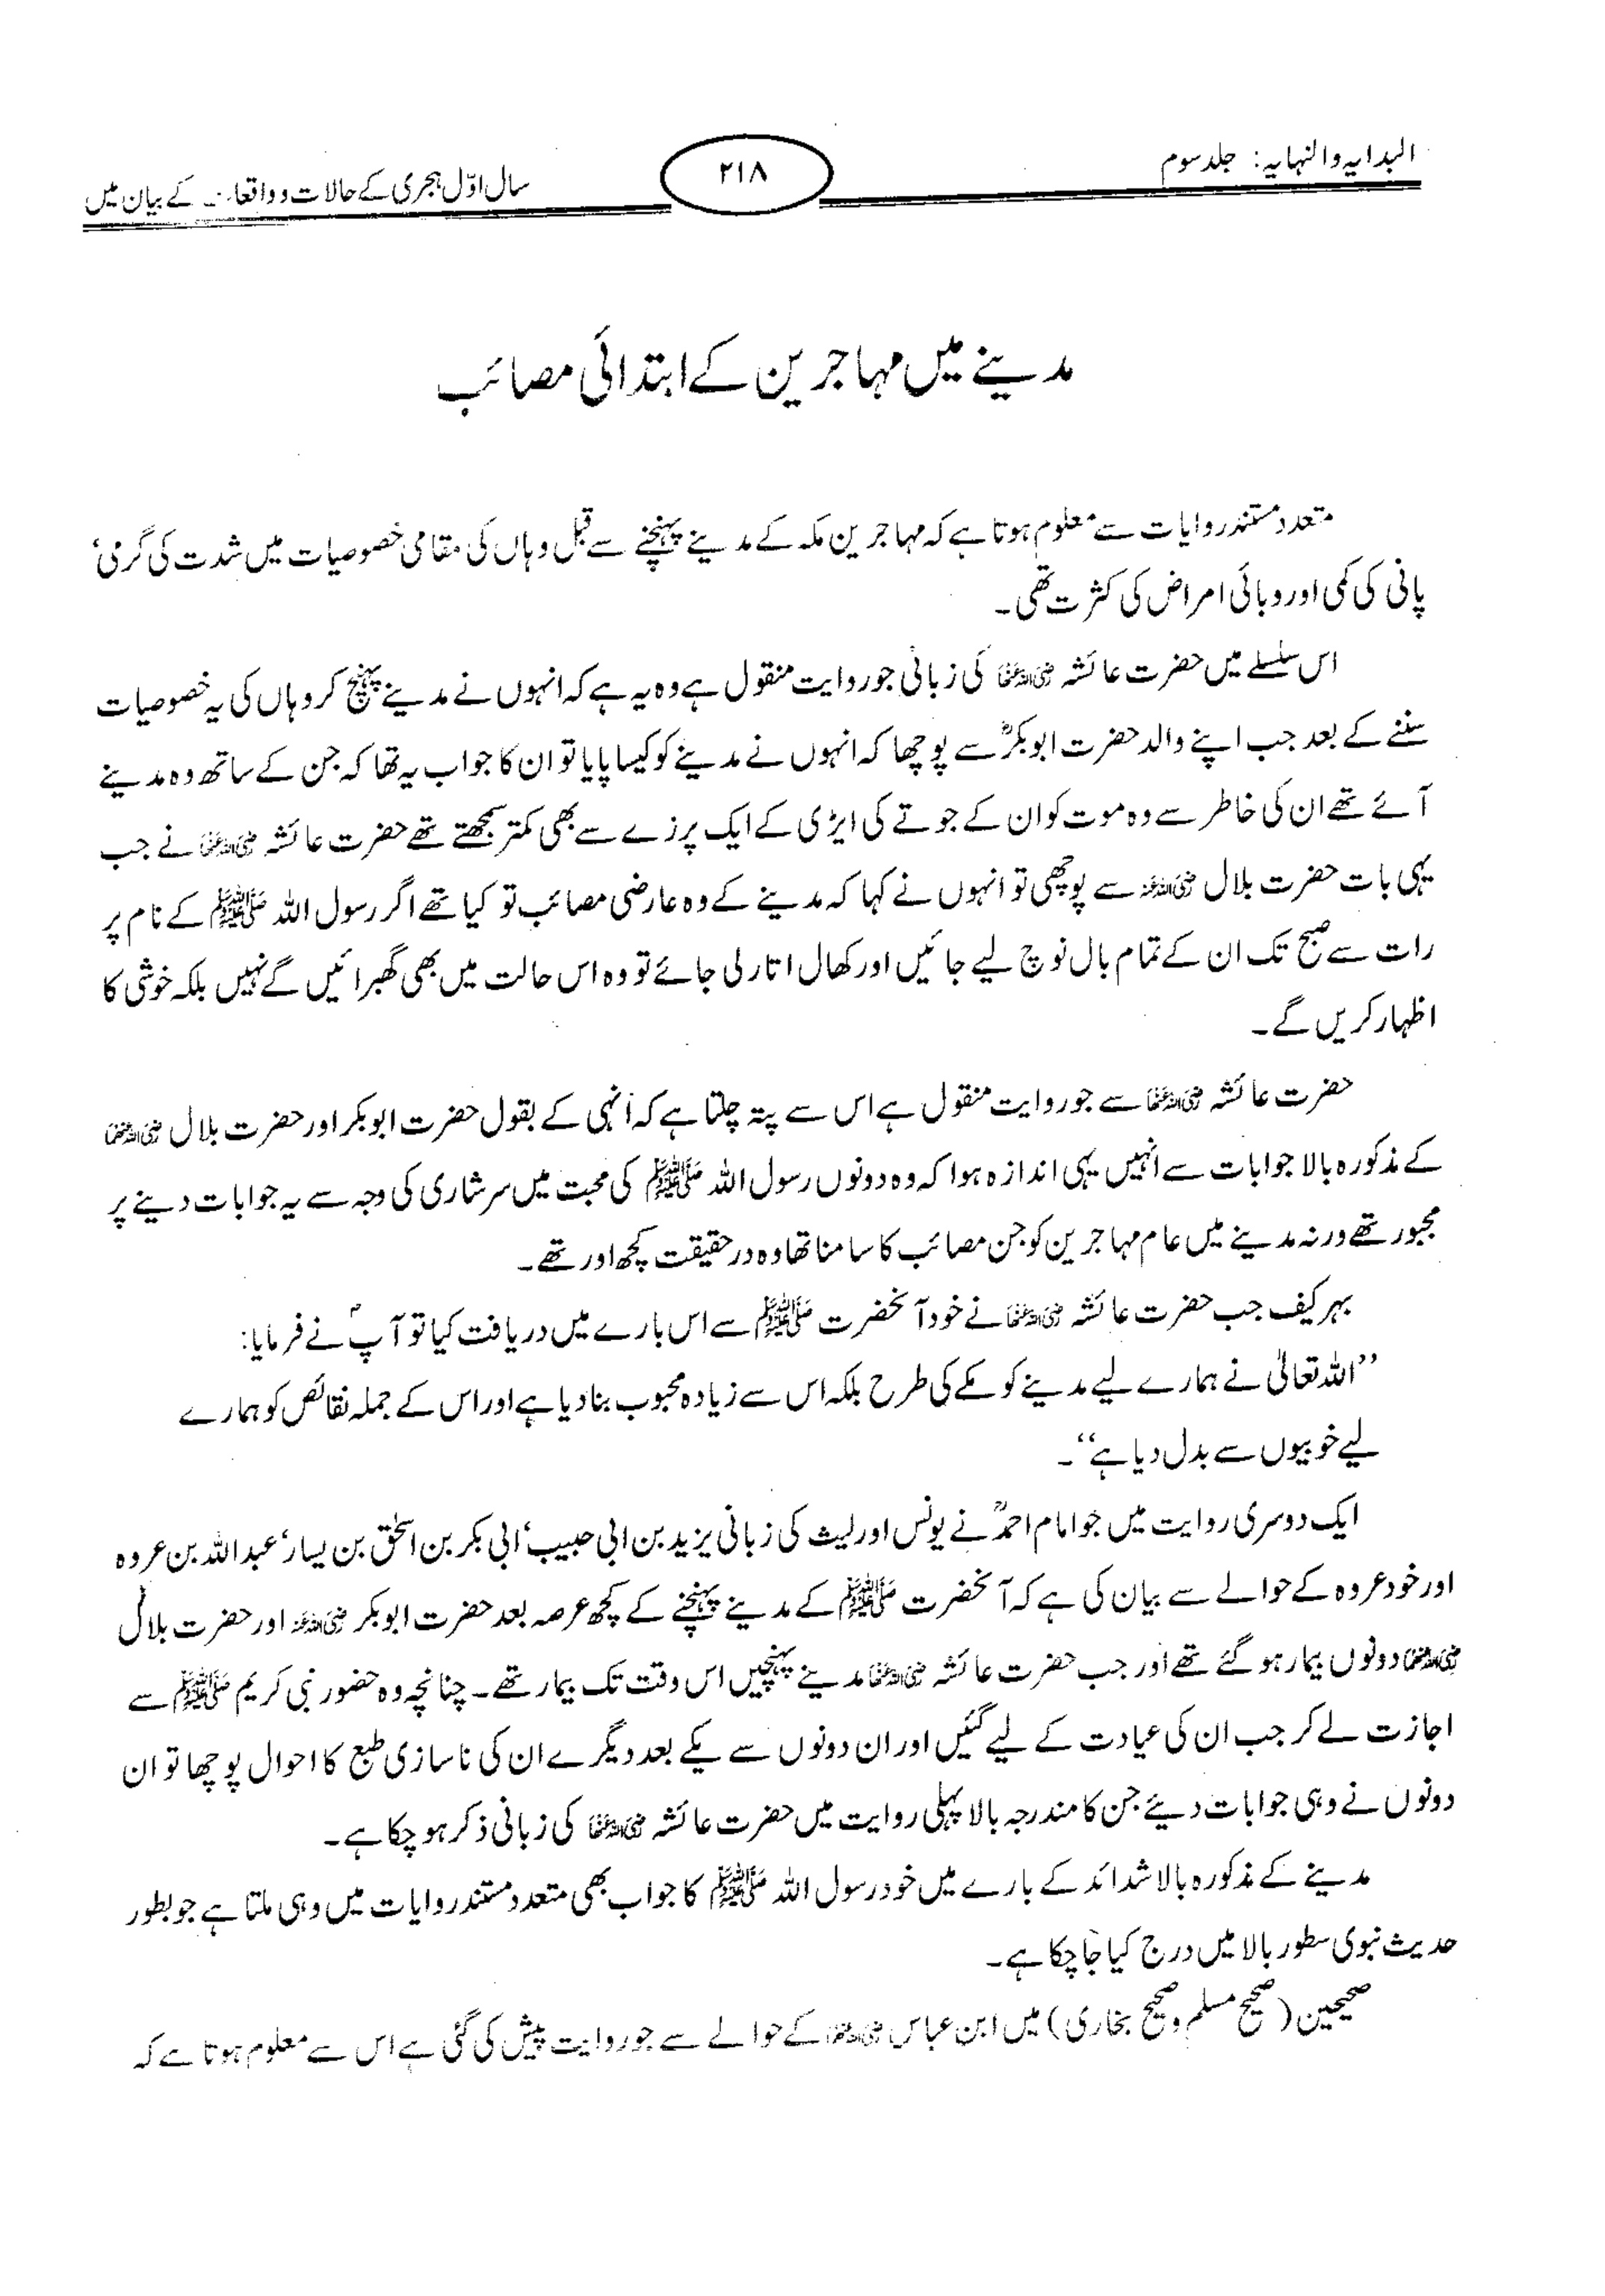 البدایہ والنہایہ: جلد سوم
۲۱۸
سال اوّل ہجری کے حالات و واقعات کے بیان میں
مدینے میں مہاجرین کے ابتدائی مصائب
متعدد مستند روایات سے معلوم ہوتا ہے کہ مہاجرین مکہ کے مدینے پہنچنے سے قبل وہاں کی مقامی خصوصیات میں شدت کی گرمی،
پانی کی کمی اور وبائی امراض کی کثرت تھی۔
اس سلسلے میں حضرت عائشہ رضی اللہ عنہا کی زبانی جو روایت منقول ہے وہ یہ ہے کہ انہوں نے مدینے پہنچ کر وہاں کی یہ خصوصیات
سننے کے بعد جب اپنے والد حضرت ابوبکرؓ سے پوچھا کہ انہوں نے مدینے کو کیسا پایا تو ان کا جواب یہ تھا کہ جن کے ساتھ وہ مدینے
آئے تھے ان کی خاطر سے وہ موت کو ان کے جوتے کی ایڑی کے ایک پرزے سے بھی کمتر سمجھتے تھے حضرت عائشہ رضی اللہ عنہا نے جب
یہی بات حضرت بلال رضی اللہ عنہ سے پوچھی تو انہوں نے کہا کہ مدینے کے وہ عارضی مصائب تو کیا تھے اگر رسول اللہ ﷺ کے نام پر
رات سے صبح تک ان کے تمام بال نوچ لیے جائیں اور کھال اتار لی جائے تو وہ اس حالت میں بھی گھبرائیں گے نہیں بلکہ خوشی کا
اظہار کریں گے۔
حضرت عائشہ رضی اللہ عنہا سے جو روایت منقول ہے اس سے پتہ چلتا ہے کہ انہی کے بقول حضرت ابوبکر اور حضرت بلال رضی اللہ عنہما
کے مذکورہ بالا جوابات سے انہیں یہی اندازہ ہوا کہ وہ دونوں رسول اللہ ﷺ کی محبت میں سرشاری کی وجہ سے یہ جوابات دینے پر
مجبور تھے ورنہ مدینے میں عام مہاجرین کو جن مصائب کا سامنا تھا وہ در حقیقت کچھ اور تھے۔
بہر کیف جب حضرت عائشہ رضی اللہ عنہا نے خود آنحضرت ﷺ سے اس بارے میں دریافت کیا تو آپؐ نے فرمایا:
’’اللہ تعالیٰ نے ہمارے لیے مدینے کو مکے کی طرح بلکہ اس سے زیادہ محبوب بنا دیا ہے اور اس کے جملہ نقائص کو ہمارے
لیے خوبیوں سے بدل دیا ہے‘‘۔
ایک دوسری روایت میں جو امام احمدؒ نے یونس اور لیث کی زبانی یزید بن ابی حبیب، ابی بکر بن اسحٰق بن یسار، عبداللہ بن عروہ
اور خود عروہ کے حوالے سے بیان کی ہے کہ آنحضرت ﷺ کے مدینے پہنچنے کے کچھ عرصہ بعد حضرت ابوبکر رضی اللہ عنہ اور حضرت بلال
رضی اللہ عنہما دونوں بیمار ہو گئے تھے اور جب حضرت عائشہ رضی اللہ عنہا مدینے پہنچیں اس وقت تک بیمار تھے۔ چنانچہ وہ حضور نبی کریم ﷺ سے
اجازت لے کر جب ان کی عیادت کے لیے گئیں اور ان دونوں سے یکے بعد دیگرے ان کی ناسازی طبع کا احوال پوچھا تو ان
دونوں نے وہی جوابات دیئے جن کا مندرجہ بالا پہلی روایت میں حضرت عائشہ رضی اللہ عنہا کی زبانی ذکر ہو چکا ہے۔
مدینے کے مذکورہ بالا شدائد کے بارے میں خود رسول اللہ ﷺ کا جواب بھی متعدد مستند روایات میں وہی ملتا ہے جو بطور
حدیث نبوی سطور بالا میں درج کیا جا چکا ہے۔
صحیحین (صحیح مسلم و صحیح بخاری) میں ابن عباس رضی اللہ عنہ کے حوالے سے جو روایت پیش کی گئی ہے اس سے معلوم ہوتا ہے کہ